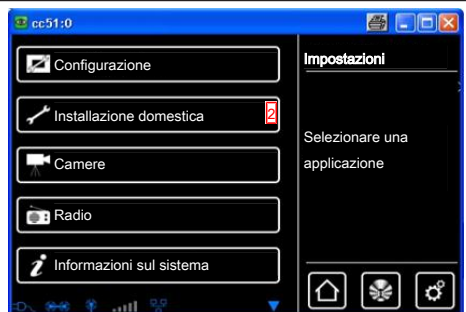 cc51:0
Configurazione
Installazione domestica 2
Camere
Radio
Informazioni sul sistema
Impostazioni
Selezionare una
applicazione